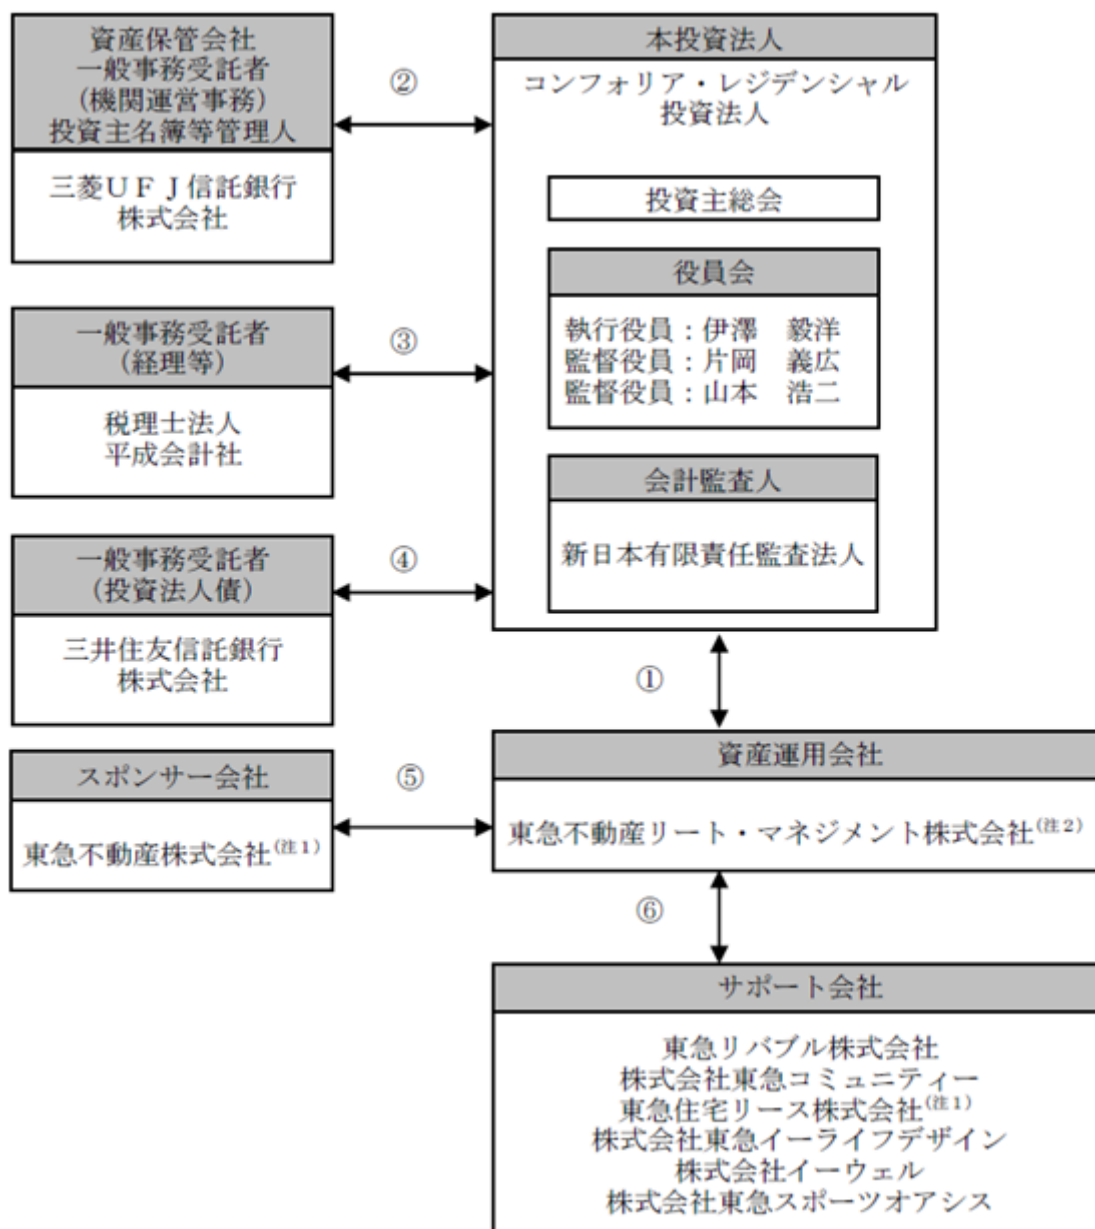 資産保管会社
一般事務受託者
(機関運営事務)
投資主名簿等管理人
三菱UFJ信託銀行
株式会社
②
本投資法人
コンフォリア・レジデンシャル
投資法人
投資主総会
役員会
執行役員：伊澤　毅洋
監督役員：片岡　義広
監督役員：山本　浩二
会計監査人
新日本有限責任監査法人
一般事務受託者
(経理等)
税理士法人
平成会計社
③
一般事務受託者
(投資法人債)
三井住友信託銀行
株式会社
④
①
スポンサー会社
東急不動産株式会社(注1)
⑤
資産運用会社
東急不動産リート・マネジメント株式会社(注2)
⑥
サポート会社
東急リバブル株式会社
株式会社東急コミュニティー
東急住宅リース株式会社(注1)
株式会社東急イーライフデザイン
株式会社イーウェル
株式会社東急スポーツオアシス